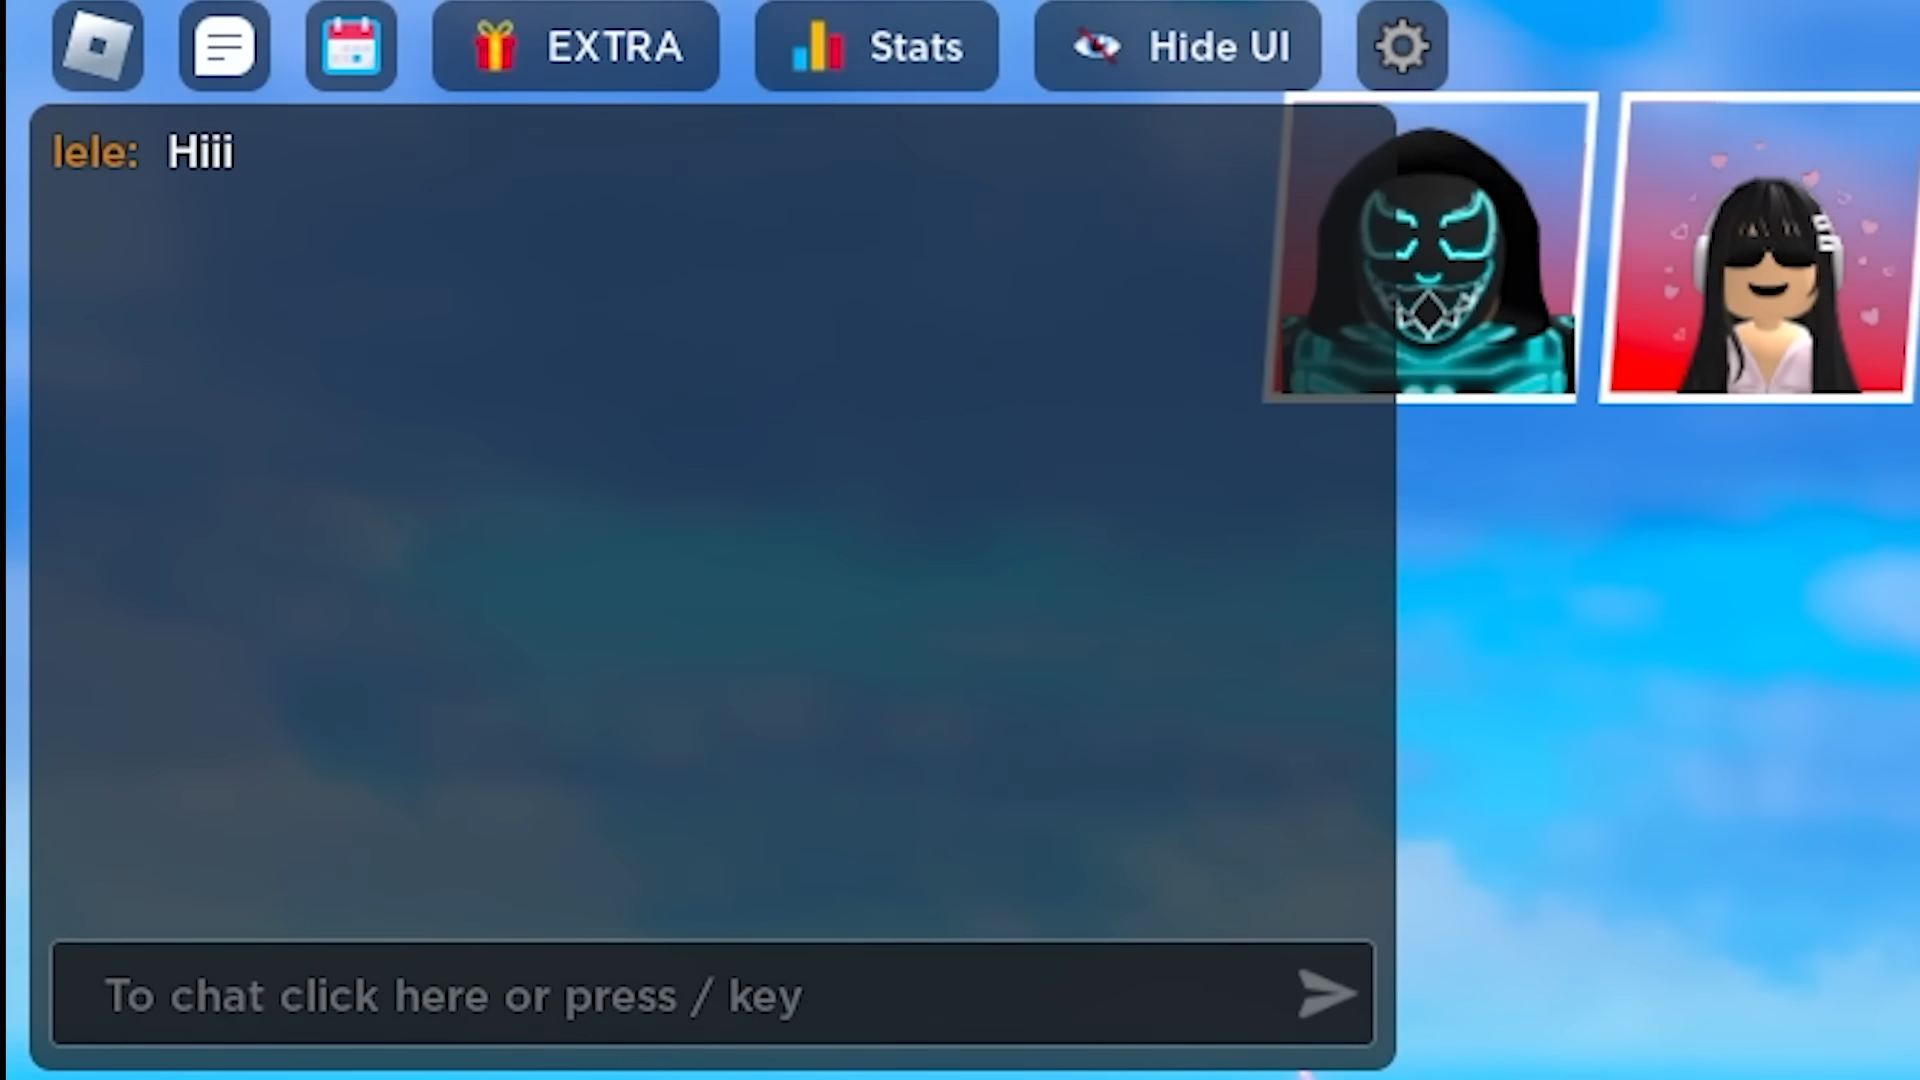 EXTRA
Stats
Hide UI
lele: Hiii
To chat click here or press / key